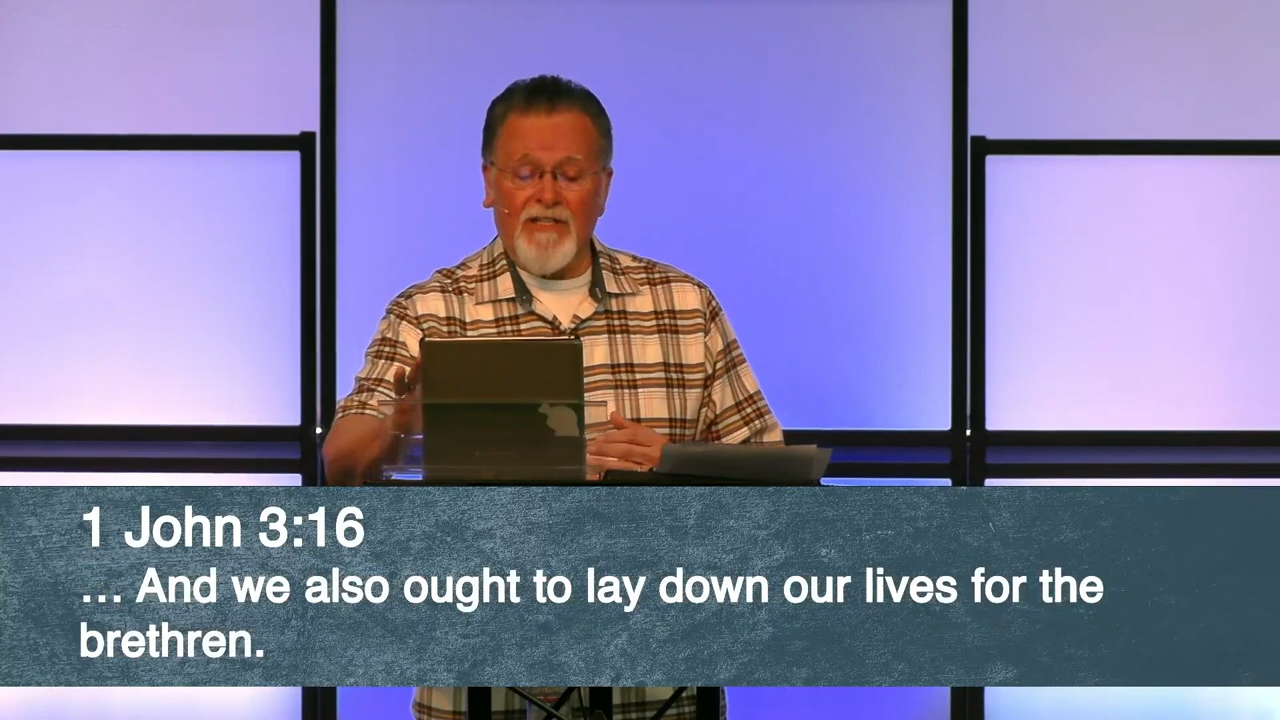 1 John 3:16
... And we also ought to lay down our lives for the
brethren.